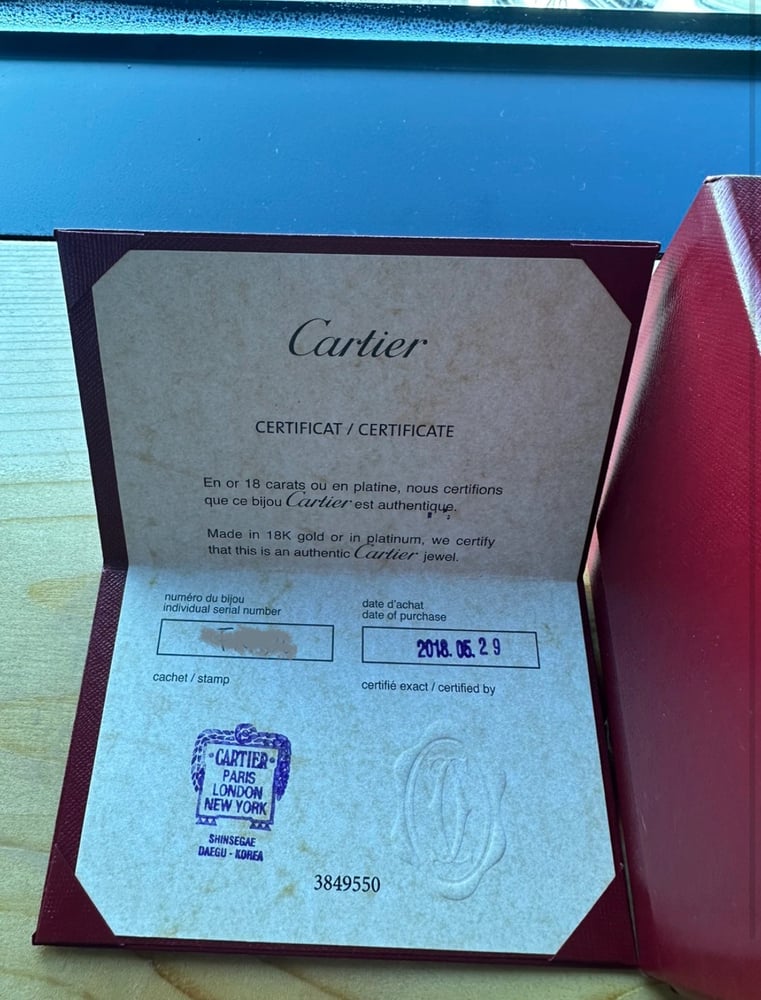 Cartier
CERTIFICAT / CERTIFICATE
En or 18 carats ou en platine, nous certifions
que ce bijou Cartier est authentique.
Made in 18K gold or in platinum, we certify
that this is an authentic Cartier jewel.
numéro du bijou
individual serial number
date d'achat
date of purchase
2018. 05. 29
cachet / stamp
certifié exact / certified by
CARTIER
PARIS
LONDON
NEW YORK
SHINSEGAE
DAEGU - KOREA
3849550